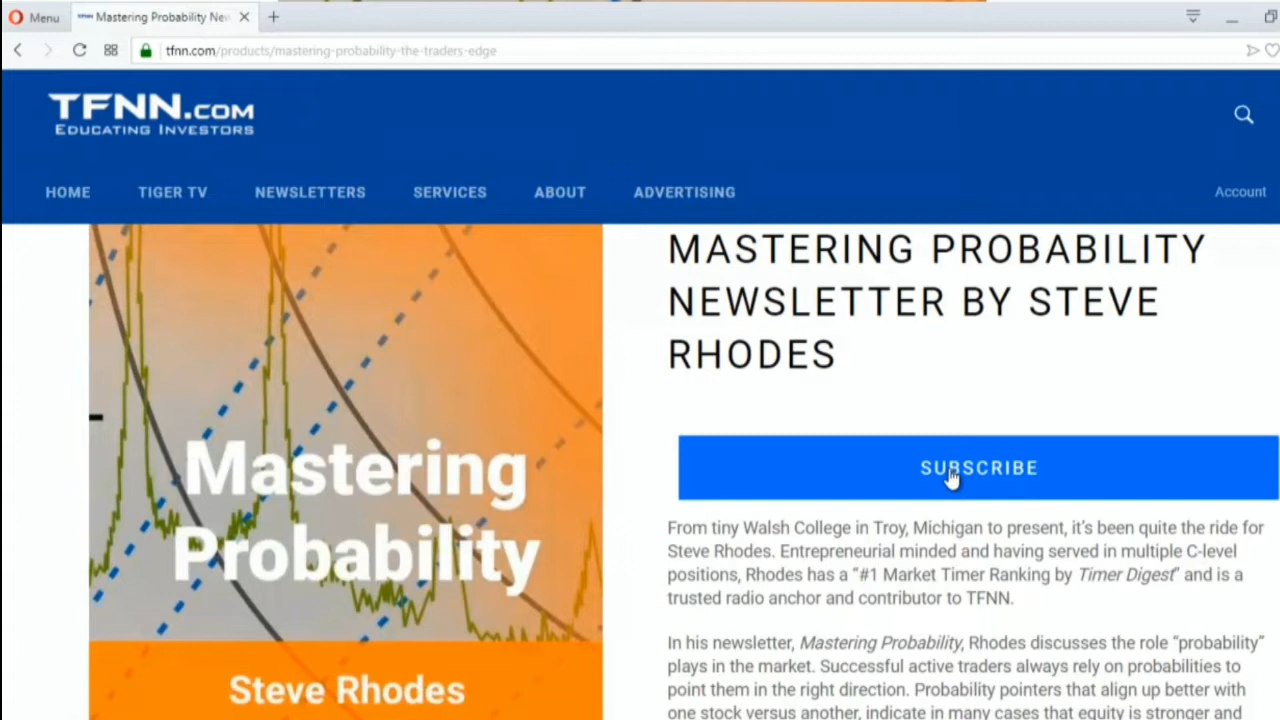 Menu
Mastering Probability Nev
tfnn.com/products/mastering-probability-the-traders-edge
TFNN.COM
EDUCATING INVESTORS
HOME TIGER TV NEWSLETTERS SERVICES ABOUT ADVERTISING
Account
Mastering
Probability
Steve Rhodes
MASTERING PROBABILITY
NEWSLETTER BY STEVE
RHODES
SUBSCRIBE
From tiny Walsh College in Troy, Michigan to present, it's been quite the ride for
Steve Rhodes. Entrepreneurial minded and having served in multiple C-level
positions, Rhodes has a “#1 Market Timer Ranking by Timer Digest” and is a
trusted radio anchor and contributor to TFNN.
In his newsletter, Mastering Probability, Rhodes discusses the role “probability”
plays in the market. Successful active traders always rely on probabilities to
point them in the right direction. Probability pointers that align up better with
one stock versus another, indicate in many cases that equity is stronger and